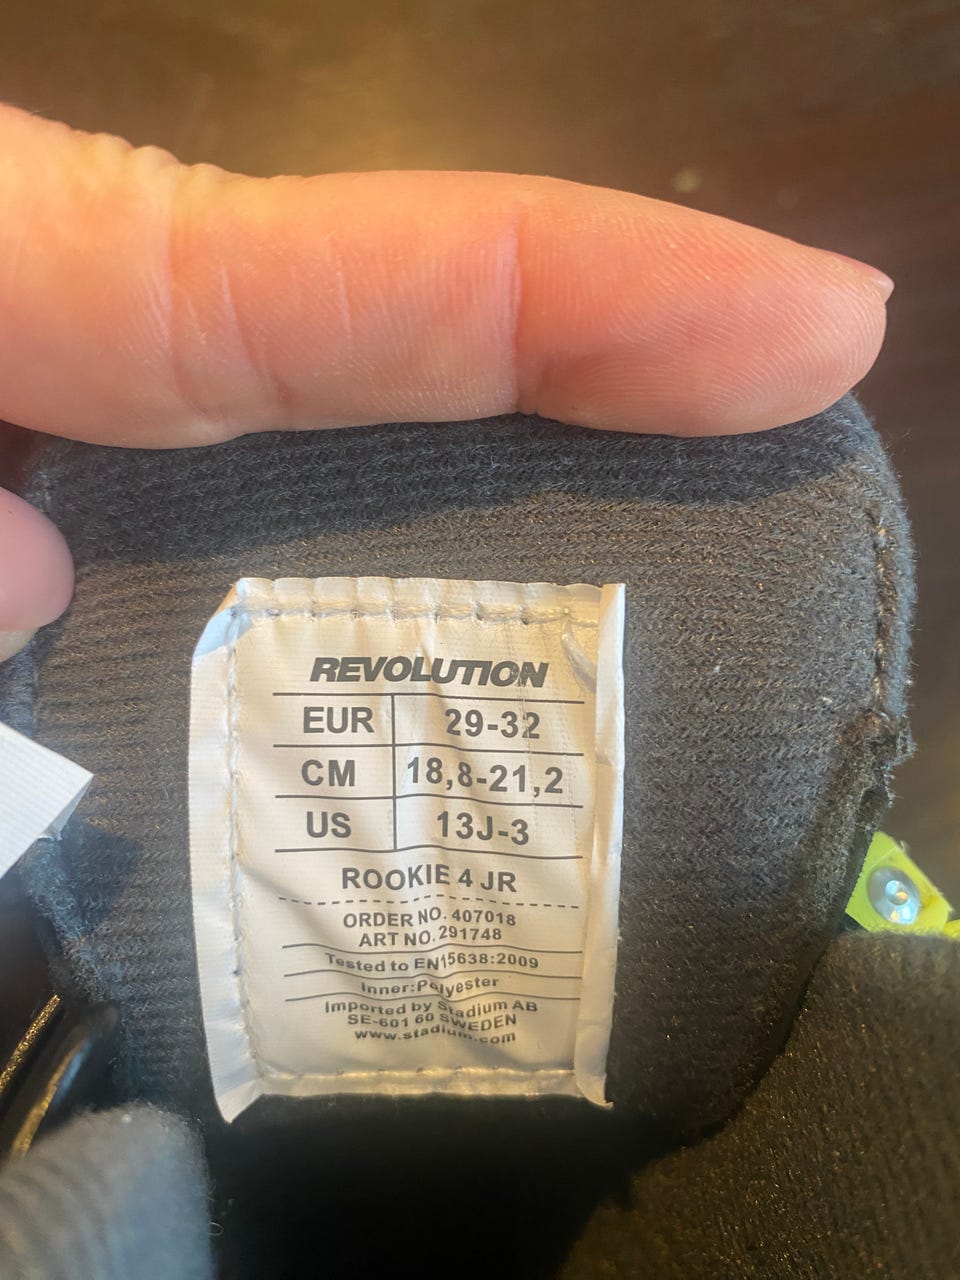 REVOLUTION
EUR 29-32
CM 18,8-21,2
US 13J-3
ROOKIE 4 JR
ORDER NO. 407018
ART NO. 291748
Tested to EN15638:2009
Inner:Polyester
Imported by Stadium AB
SE-601 60 SWEDEN
www.stadium.com